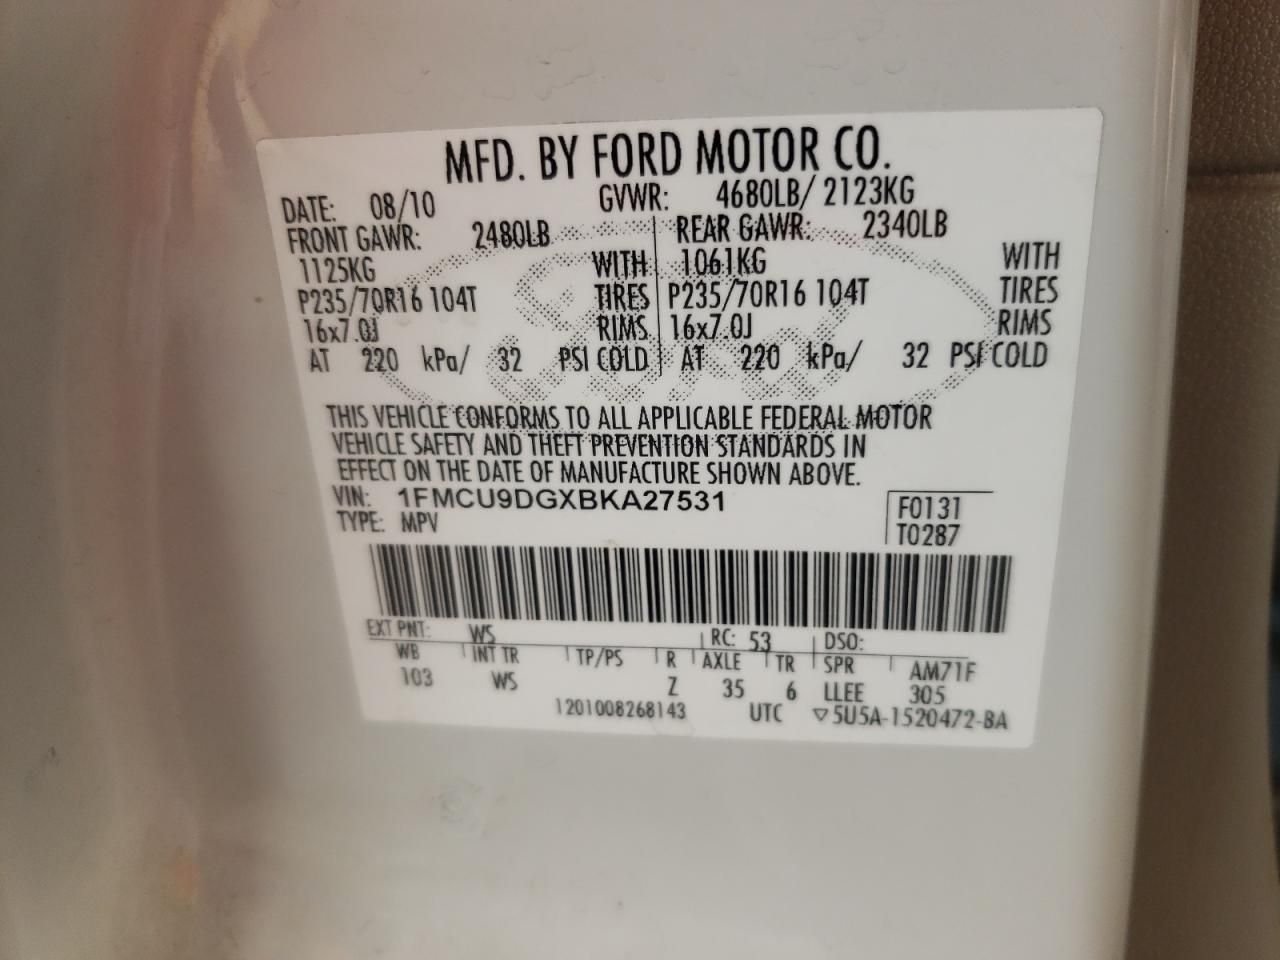 MFD. BY FORD MOTOR CO.
DATE: 08/10 GVWR: 4680LB/ 2123KG
FRONT GAWR: 2480LB REAR GAWR: 2340LB
1125KG WITH 1061KG WITH
P235/70R16 104T TIRES P235/70R16 104T TIRES
16x7.0J RIMS 16x7.0J RIMS
AT 220 kPa/ 32 PSI COLD AT 220 kPa/ 32 PSI COLD
THIS VEHICLE CONFORMS TO ALL APPLICABLE FEDERAL MOTOR
VEHICLE SAFETY AND THEFT PREVENTION STANDARDS IN
EFFECT ON THE DATE OF MANUFACTURE SHOWN ABOVE.
VIN: 1FMCU9DGXBKA27531 F0131
TYPE: MPV T0287
EXT PNT: WS RC: 53 DSO:
WB INT TR TP/PS R AXLE TR SPR AM71F
103 WS Z 35 6 LLEE 305
1201008268143 UTC ▽5U5A-1520472-BA
Ford